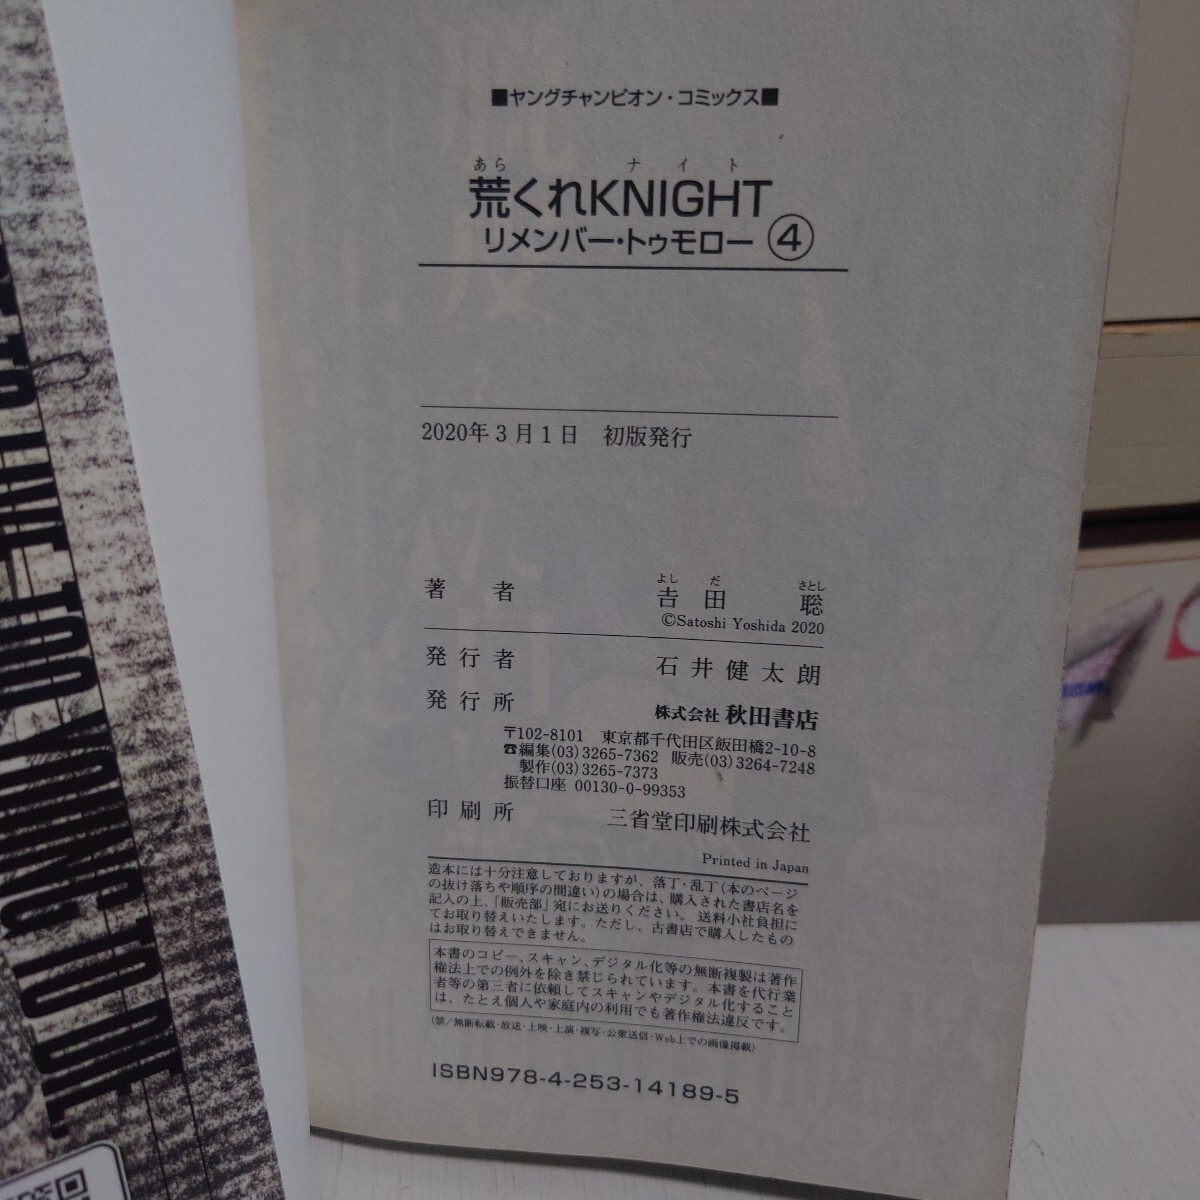 ■ヤングチャンピオン・コミックス■
あら ナイト
荒くれKNIGHT
リメンバー・トゥモロー ④
2020年3月1日 初版発行
よし だ さとし
著者 吉田 聡
©Satoshi Yoshida 2020
発行者 石井健太朗
発行所 株式会社 秋田書店
〒102-8101 東京都千代田区飯田橋2-10-8
☎編集(03)3265-7362 販売(03)3264-7248
製作(03)3265-7373
振替口座 00130-0-99353
印刷所 三省堂印刷株式会社
Printed in Japan
造本には十分注意しておりますが、落丁・乱丁(本のページ
の抜け落ちや順序の間違い)の場合は、購入された書店名を
記入の上、「販売部」宛にお送りください。送料小社負担に
てお取り替えいたします。ただし、古書店で購入したもの
はお取り替えできません。
本書のコピー、スキャン、デジタル化等の無断複製は著作
権法上での例外を除き禁じられています。本書を代行業
者等の第三者に依頼してスキャンやデジタル化すること
は、たとえ個人や家庭内の利用でも著作権法違反です。
(禁/無断転載・放送・上映・上演・複写・公衆送信・Web上での画像掲載)
ISBN978-4-253-14189-5
TOO YOUNG TO DIE
TOO YOUNG TO DIE.